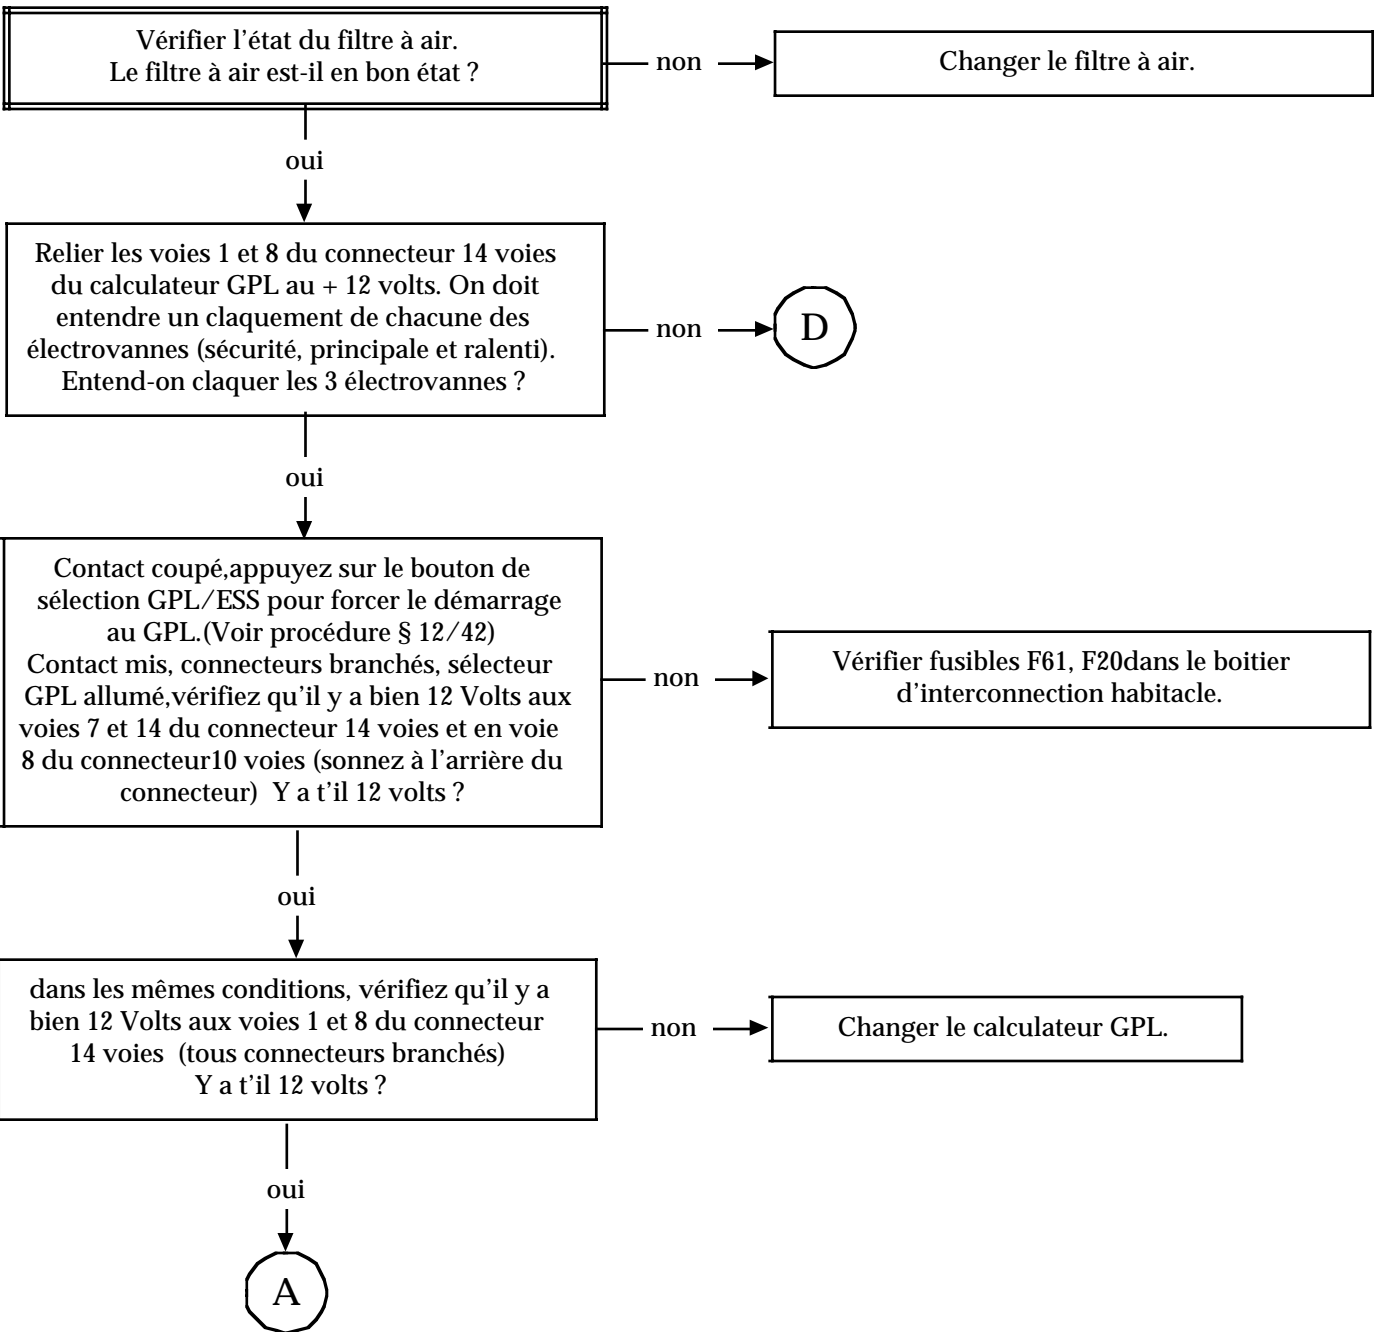 Vérifier l’état du filtre à air.
Le filtre à air est-il en bon état ?
non
Changer le filtre à air.
oui
Relier les voies 1 et 8 du connecteur 14 voies
du calculateur GPL au + 12 volts. On doit
entendre un claquement de chacune des
électrovannes (sécurité, principale et ralenti).
Entend-on claquer les 3 électrovannes ?
non
D
oui
Contact coupé,appuyez sur le bouton de
sélection GPL/ESS pour forcer le démarrage
au GPL.(Voir procédure § 12/42)
Contact mis, connecteurs branchés, sélecteur
GPL allumé,vérifiez qu’il y a bien 12 Volts aux
voies 7 et 14 du connecteur 14 voies et en voie
8 du connecteur10 voies (sonnez à l’arrière du
connecteur) Y a t’il 12 volts ?
non
Vérifier fusibles F61, F20dans le boitier
d’interconnection habitacle.
oui
dans les mêmes conditions, vérifiez qu’il y a
bien 12 Volts aux voies 1 et 8 du connecteur
14 voies (tous connecteurs branchés)
Y a t’il 12 volts ?
non
Changer le calculateur GPL.
oui
A